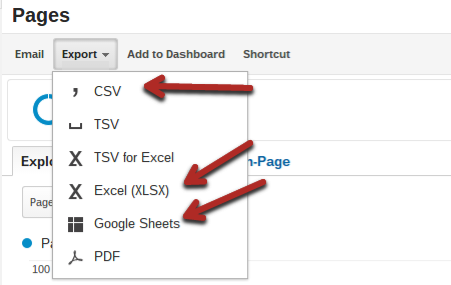 Pages
Email Export Add to Dashboard Shortcut
CSV
TSV
TSV for Excel
Excel (XLSX)
Google Sheets
PDF
Explo n-Page
Page
Pa
100